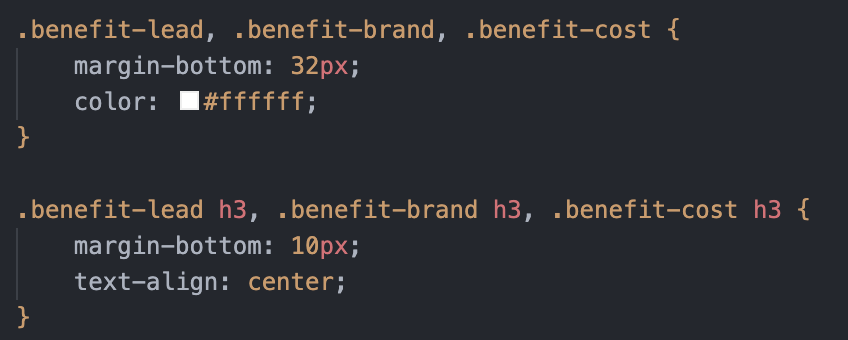 .benefit-lead, .benefit-brand, .benefit-cost {
    margin-bottom: 32px;
    color: #ffffff;
}

.benefit-lead h3, .benefit-brand h3, .benefit-cost h3 {
    margin-bottom: 10px;
    text-align: center;
}